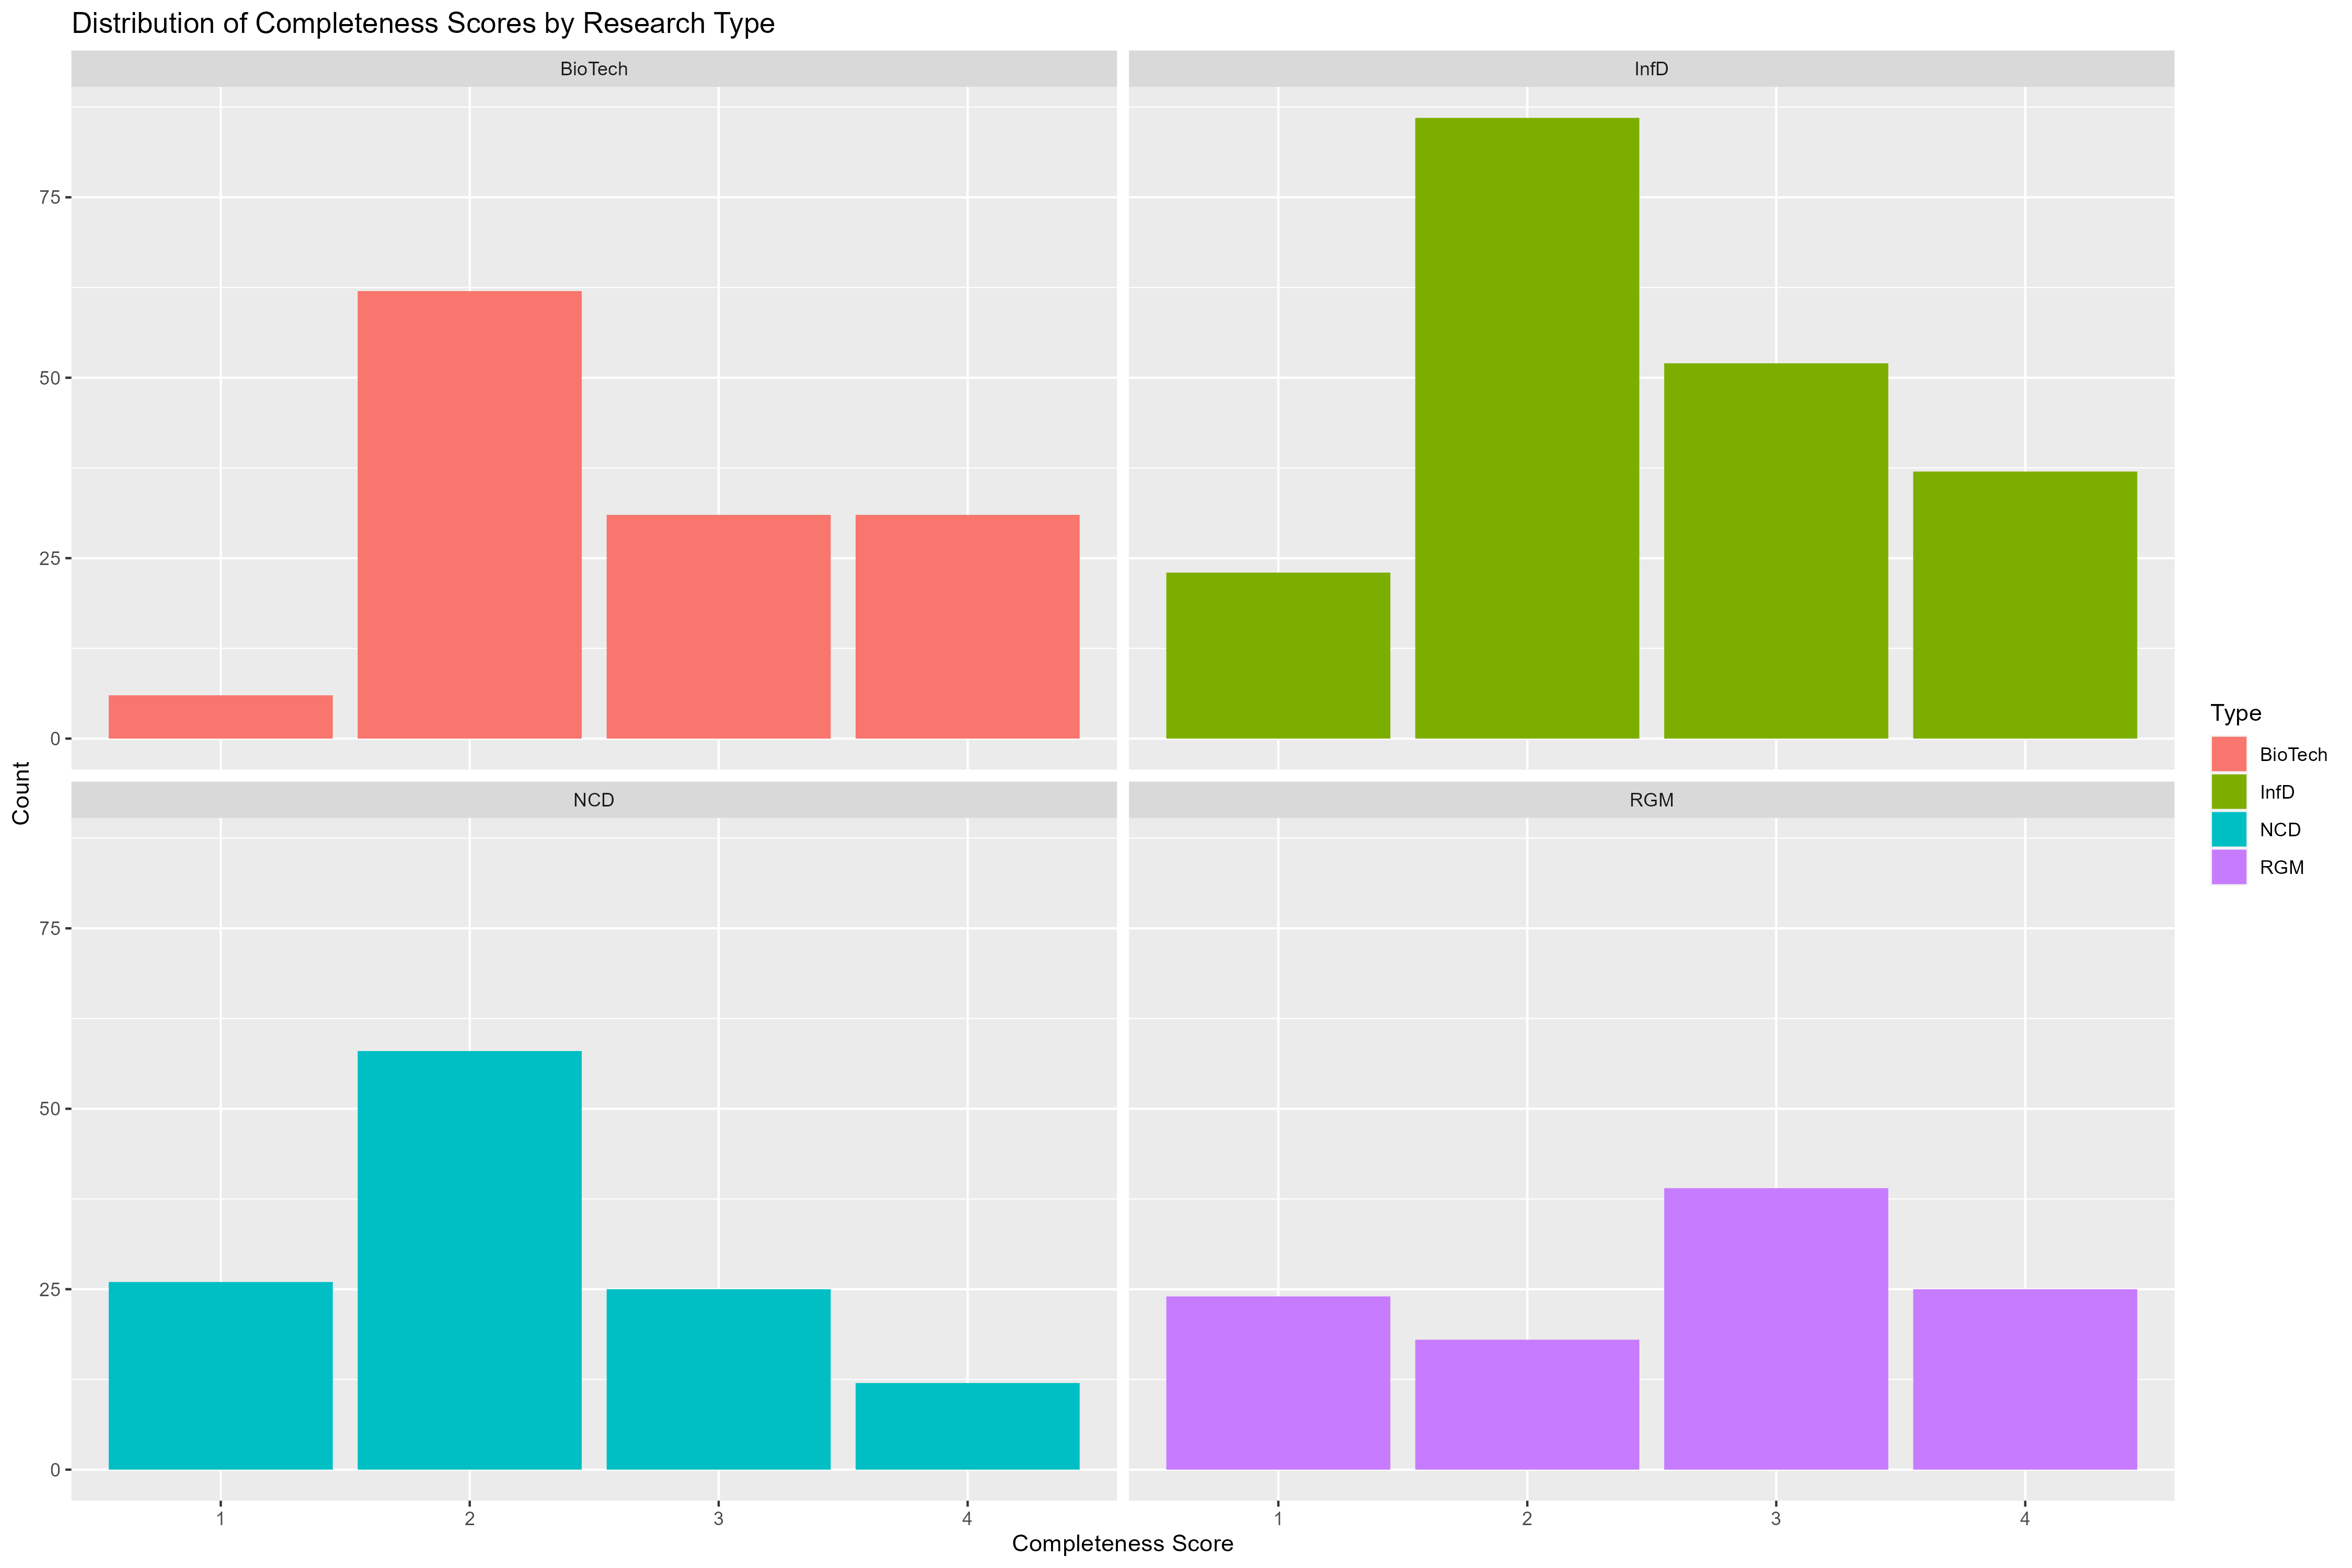 Distribution of Completeness Scores by Research Type
BioTech
InfD
75
50
25
0
NCD
RGM
75
50
25
0
1
2
3
4
1
2
3
4
Completeness Score
Count
Type
BioTech
InfD
NCD
RGM